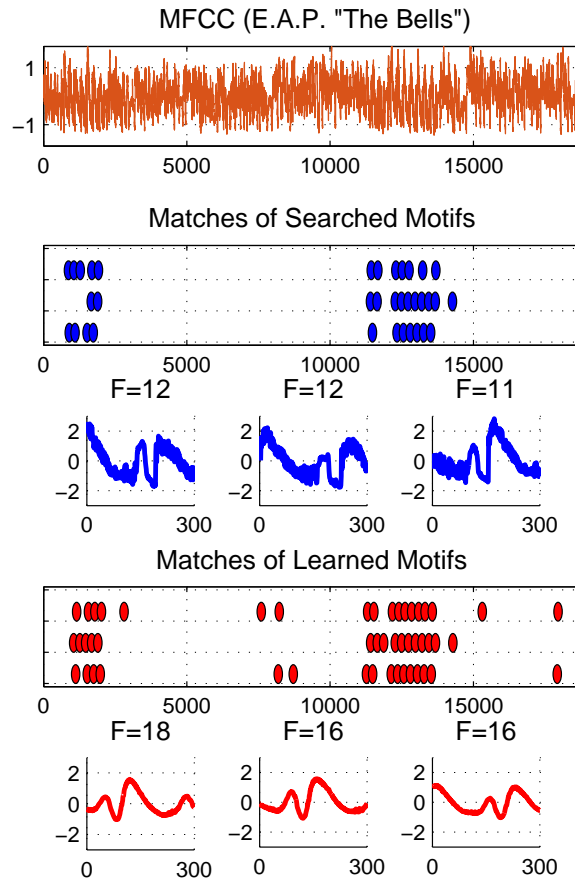 MFCC (E.A.P. "The Bells")
1
−1
0 5000 10000 15000
Matches of Searched Motifs
0 5000 10000 15000
F=12 F=12 F=11
2 2 2
0 0 0
−2 −2 −2
0 300 0 300 0 300
Matches of Learned Motifs
0 5000 10000 15000
F=18 F=16 F=16
2 2 2
0 0 0
−2 −2 −2
0 300 0 300 0 300